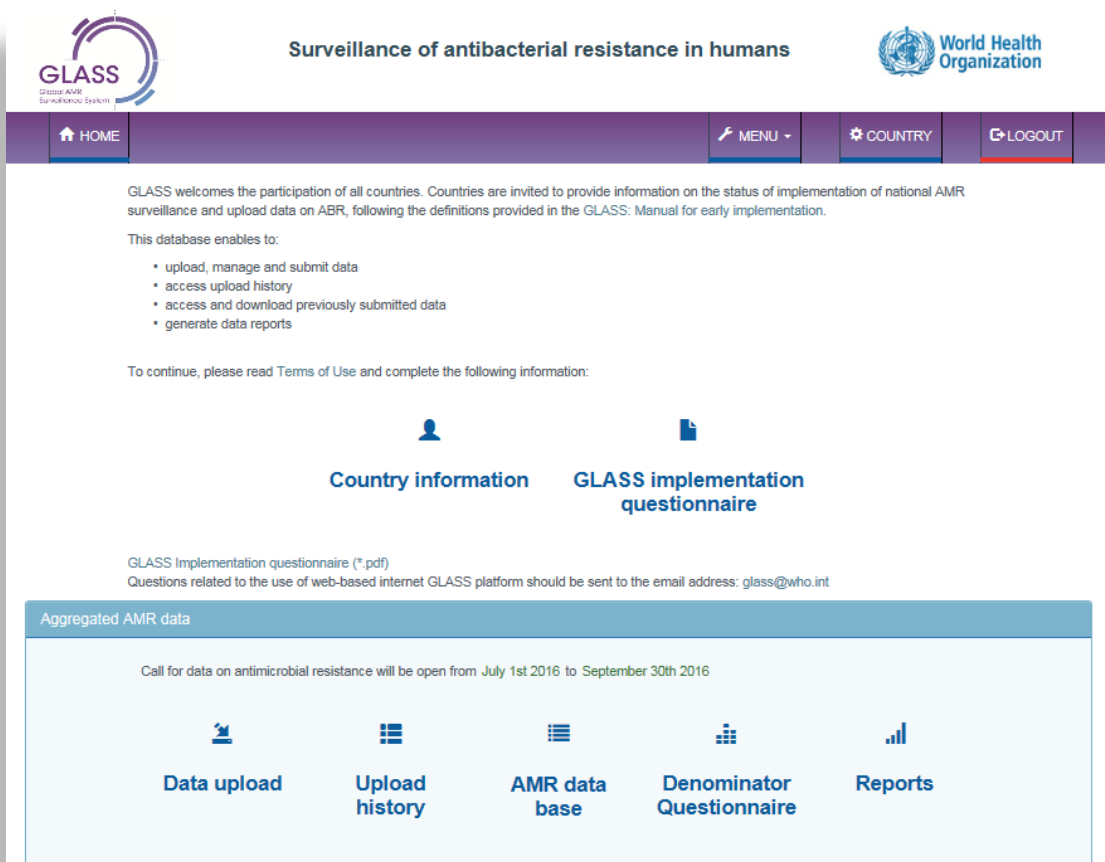 GLASS
Global AMR
Surveillance System
Surveillance of antibacterial resistance in humans
World Health
Organization
HOME
MENU
COUNTRY
LOGOUT
GLASS welcomes the participation of all countries. Countries are invited to provide information on the status of implementation of national AMR
surveillance and upload data on ABR, following the definitions provided in the GLASS: Manual for early implementation.
This database enables to:
• upload, manage and submit data
• access upload history
• access and download previously submitted data
• generate data reports
To continue, please read Terms of Use and complete the following information:
Country information
GLASS implementation
questionnaire
GLASS Implementation questionnaire (*.pdf)
Questions related to the use of web-based internet GLASS platform should be sent to the email address: glass@who.int
Aggregated AMR data
Call for data on antimicrobial resistance will be open from July 1st 2016 to September 30th 2016
Data upload
Upload
history
AMR data
base
Denominator
Questionnaire
Reports